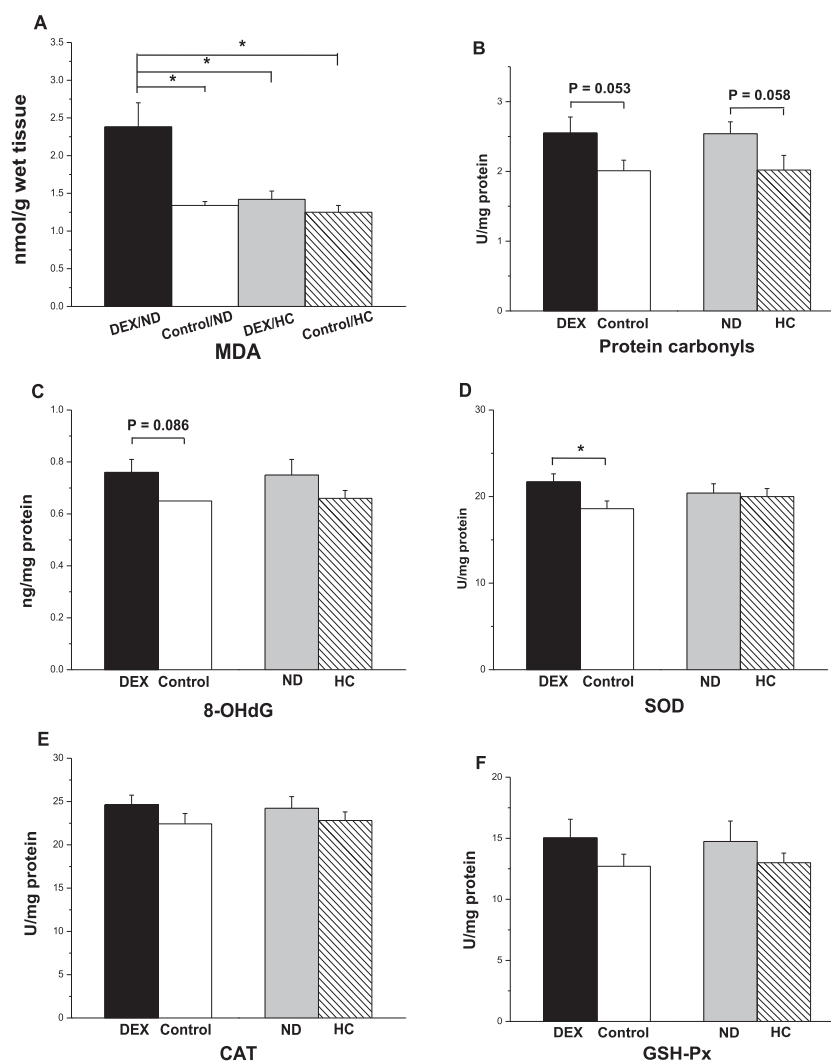 A
3.5
3.0
2.5
2.0
1.5
1.0
0.5
0.0
nmol/g wet tissue
*
*
*
DEX/ND
Control/ND
DEX/HC
Control/HC
MDA
B
3
2
1
0
U/mg protein
P = 0.053
P = 0.058
DEX
Control
ND
HC
Protein carbonyls
C
1.0
0.8
0.6
0.4
0.2
0.0
ng/mg protein
P = 0.086
DEX
Control
ND
HC
8-OHdG
D
30
20
10
0
U/mg protein
*
DEX
Control
ND
HC
SOD
E
30
25
20
15
10
5
0
U/mg protein
DEX
Control
ND
HC
CAT
F
20
15
10
5
0
U/mg protein
DEX
Control
ND
HC
GSH-Px